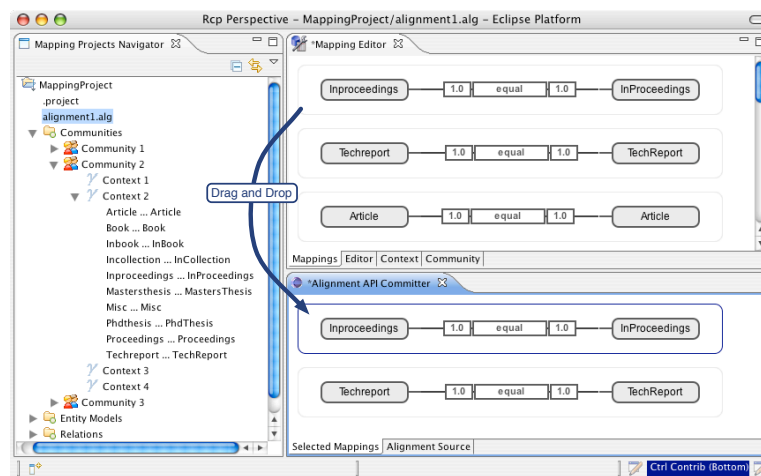 Rcp Perspective – MappingProject/alignment1.alg – Eclipse Platform
Mapping Projects Navigator
MappingProject
.project
alignment1.alg
Communities
Community 1
Community 2
Context 1
Context 2
Article ... Article
Book ... Book
Inbook ... InBook
Incollection ... InCollection
Inproceedings ... InProceedings
Mastersthesis ... MastersThesis
Misc ... Misc
Phdthesis ... PhdThesis
Proceedings ... Proceedings
Techreport ... TechReport
Context 3
Context 4
Community 3
Entity Models
Relations
*Mapping Editor
Inproceedings 1.0 equal 1.0 InProceedings
Techreport 1.0 equal 1.0 TechReport
Article 1.0 equal 1.0 Article
Drag and Drop
Mappings Editor Context Community
*Alignment API Committer
Inproceedings 1.0 equal 1.0 InProceedings
Techreport 1.0 equal 1.0 TechReport
Selected Mappings Alignment Source
Ctrl Contrib (Bottom)